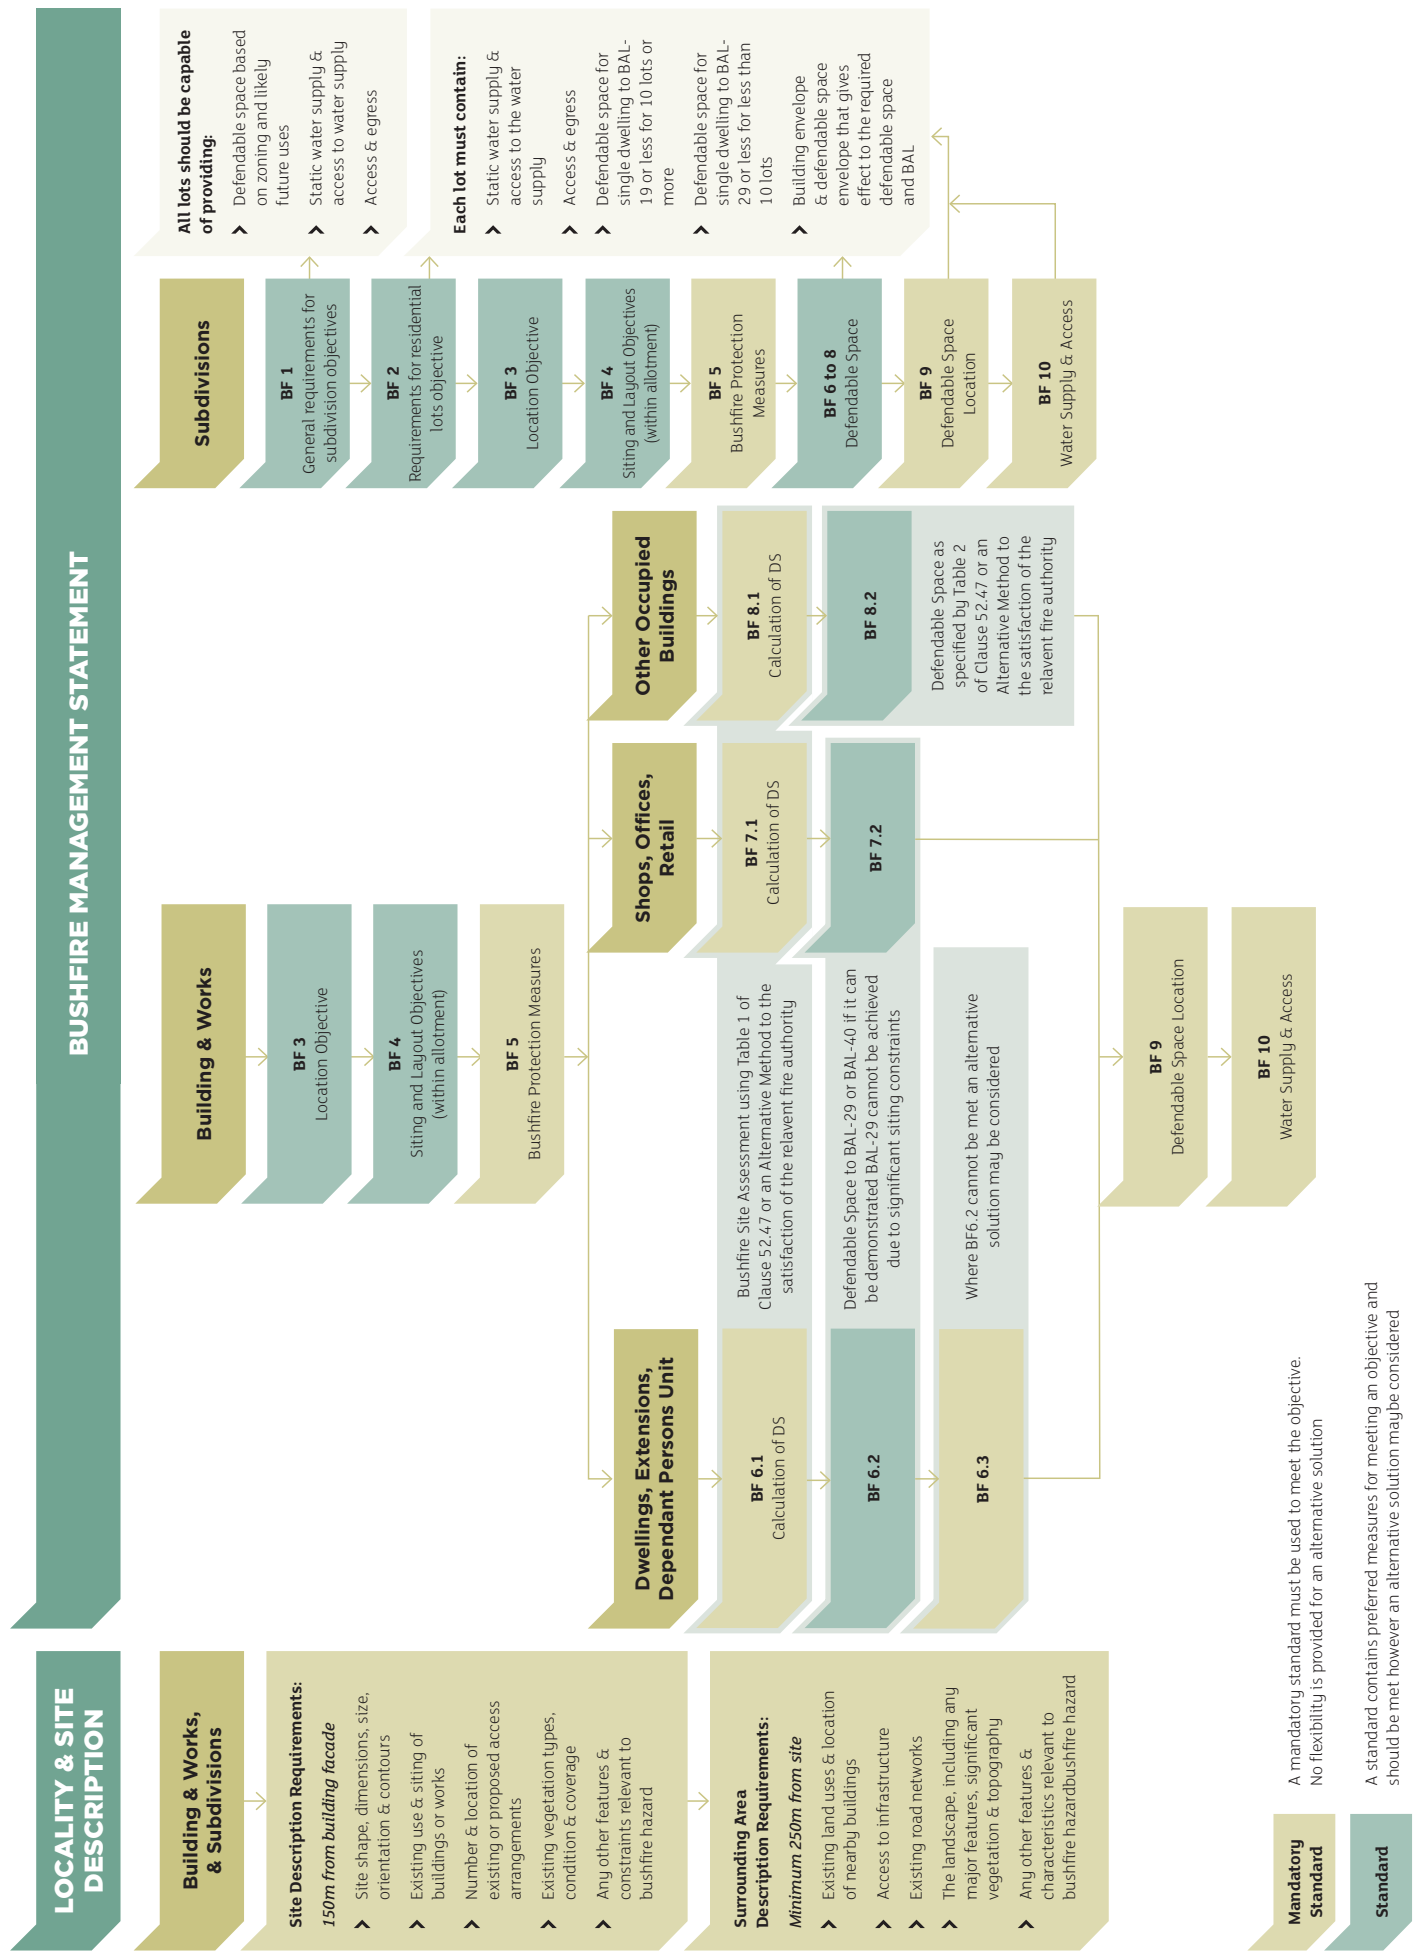 LOCALITY & SITE
DESCRIPTION
Building & Works,
& Subdivisions
Site Description Requirements:
150m from building facade
Site shape, dimensions, size,
orientation & contours
Existing use & siting of
buildings or works
Number & location of
existing or proposed access
arrangements
Existing vegetation types,
condition & coverage
Any other features &
constraints relevant to
bushfire hazard
Surrounding Area
Description Requirements:
Minimum 250m from site
Existing land uses & location
of nearby buildings
Access to infrastructure
Existing road networks
The landscape, including any
major features, significant
vegetation & topography
Any other features &
characteristics relevant to
bushfire hazardbushfire hazard
BUSHFIRE MANAGEMENT STATEMENT
Building & Works
BF 3
Location Objective
BF 4
Siting and Layout Objectives
(within allotment)
BF 5
Bushfire Protection Measures
Dwellings, Extensions,
Dependant Persons Unit
BF 6.1
Calculation of DS
BF 6.2
BF 6.3
Bushfire Site Assessment using Table 1 of
Clause 52.47 or an Alternative Method to the
satisfaction of the relavent fire authority
Defendable Space to BAL-29 or BAL-40 if it can
be demonstrated BAL-29 cannot be achieved
due to significant siting constraints
Where BF6.2 cannot be met an alternative
solution may be considered
Shops, Offices,
Retail
BF 7.1
Calculation of DS
BF 7.2
Other Occupied
Buildings
BF 8.1
Calculation of DS
BF 8.2
Defendable Space as
specified by Table 2
of Clause 52.47 or an
Alternative Method to
the satisfaction of the
relavent fire authority
BF 9
Defendable Space Location
BF 10
Water Supply & Access
Subdivisions
BF 1
General requirements for
subdivision objectives
BF 2
Requirements for residential
lots objective
BF 3
Location Objective
BF 4
Siting and Layout Objectives
(within allotment)
BF 5
Bushfire Protection
Measures
BF 6 to 8
Defendable Space
BF 9
Defendable Space
Location
BF 10
Water Supply & Access
All lots should be capable
of providing:
Defendable space based
on zoning and likely
future uses
Static water supply &
access to water supply
Access & egress
Each lot must contain:
Static water supply &
access to the water
supply
Access & egress
Defendable space for
single dwelling to BAL-
19 or less for 10 lots or
more
Defendable space for
single dwelling to BAL-
29 or less for less than
10 lots
Building envelope
& defendable space
envelope that gives
effect to the required
defendable space
and BAL
Mandatory
Standard
A mandatory standard must be used to meet the objective.
No flexibility is provided for an alternative solution
Standard
A standard contains preferred measures for meeting an objective and
should be met however an alternative solution maybe considered